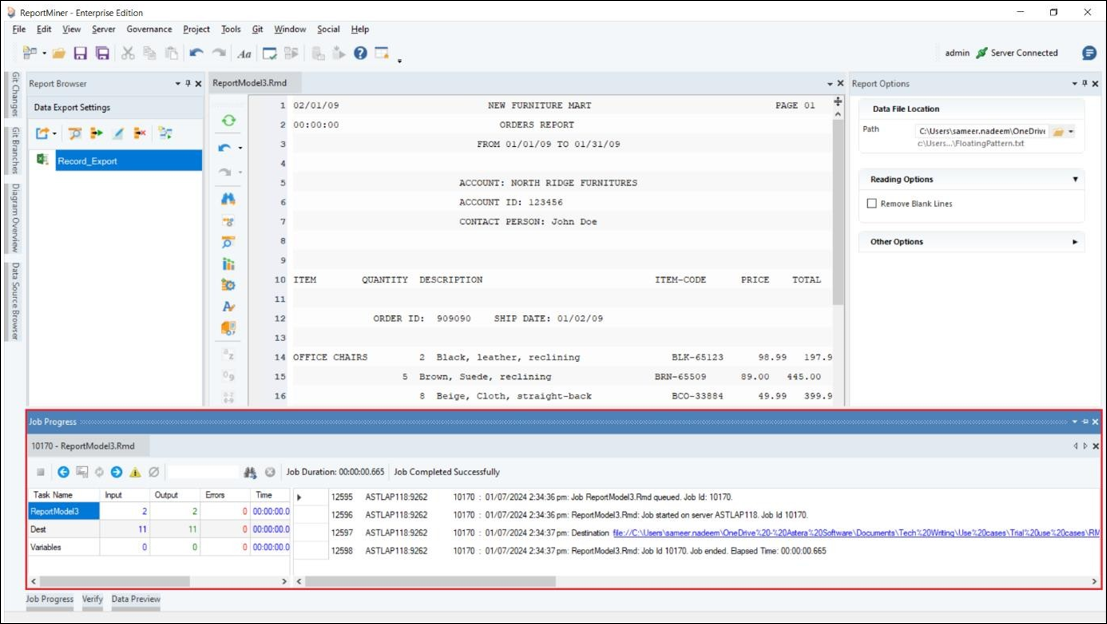 ReportMiner - Enterprise Edition
File Edit View Server Governance Project Tools Git Window Social Help
Aa admin Server Connected
Git Changes
Git Branches
Diagram Overview
Data Source Browser
Report Browser
Data Export Settings
Record_Export
ReportModel3.Rmd
1 02/01/09 NEW FURNITURE MART PAGE 01
2 00:00:00 ORDERS REPORT
3 FROM 01/01/09 TO 01/31/09
4
5 ACCOUNT: NORTH RIDGE FURNITURES
6 ACCOUNT ID: 123456
7 CONTACT PERSON: John Doe
8
9
10 ITEM QUANTITY DESCRIPTION ITEM-CODE PRICE TOTAL
11
12 ORDER ID: 909090 SHIP DATE: 01/02/09
13
14 OFFICE CHAIRS 2 Black, leather, reclining BLK-65123 98.99 197.9
15 5 Brown, Suede, reclining BRN-65509 89.00 445.00
16 8 Beige, Cloth, straight-back BCO-33884 49.99 399.9
Report Options
Data File Location
Path C:\Users\sameer.nadeem\OneDriv
c:\Users...\FloatingPattern.txt
Reading Options
Remove Blank Lines
Other Options
Job Progress
10170 - ReportModel3.Rmd
Job Duration: 00:00:00.665 Job Completed Successfully
Task Name Input Output Errors Time
ReportModel3 2 2 0 00:00:00.0
Dest 11 11 0 00:00:00.0
Variables 0 0 0 00:00:00.0
12595 ASTLAP118:9262 10170 : 01/07/2024 2:34:36 pm: Job ReportModel3.Rmd queued. Job Id: 10170.
12596 ASTLAP118:9262 10170 : 01/07/2024 2:34:36 pm: ReportModel3.Rmd: Job started on server ASTLAP118. Job Id 10170.
12597 ASTLAP118:9262 10170 : 01/07/2024 2:34:37 pm: Destination file://C:\Users\sameer.nadeem\OneDrive%20-%20Astera%20Software\Documents\Tech%20Writing\Use%20cases\Trial%20use%20cases\RM
12598 ASTLAP118:9262 10170 : 01/07/2024 2:34:37 pm: ReportModel3.Rmd: Job Id 10170. Job ended. Elapsed Time: 00:00:00.665
Job Progress Verify Data Preview